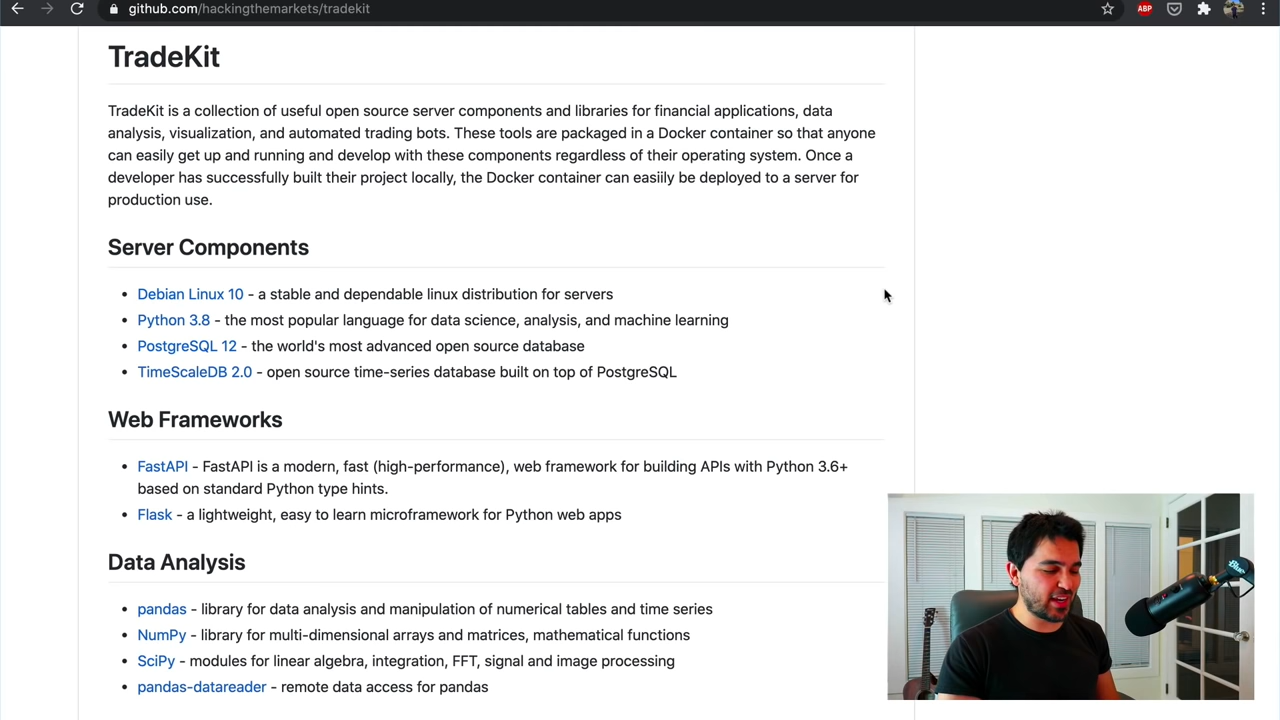 github.com/hackingthemarkets/tradekit
ABP
TradeKit
TradeKit is a collection of useful open source server components and libraries for financial applications, data
analysis, visualization, and automated trading bots. These tools are packaged in a Docker container so that anyone
can easily get up and running and develop with these components regardless of their operating system. Once a
developer has successfully built their project locally, the Docker container can easiily be deployed to a server for
production use.
Server Components
• Debian Linux 10 - a stable and dependable linux distribution for servers
• Python 3.8 - the most popular language for data science, analysis, and machine learning
• PostgreSQL 12 - the world's most advanced open source database
• TimeScaleDB 2.0 - open source time-series database built on top of PostgreSQL
Web Frameworks
• FastAPI - FastAPI is a modern, fast (high-performance), web framework for building APIs with Python 3.6+
based on standard Python type hints.
• Flask - a lightweight, easy to learn microframework for Python web apps
Data Analysis
• pandas - library for data analysis and manipulation of numerical tables and time series
• NumPy - library for multi-dimensional arrays and matrices, mathematical functions
• SciPy - modules for linear algebra, integration, FFT, signal and image processing
• pandas-datareader - remote data access for pandas
Blue